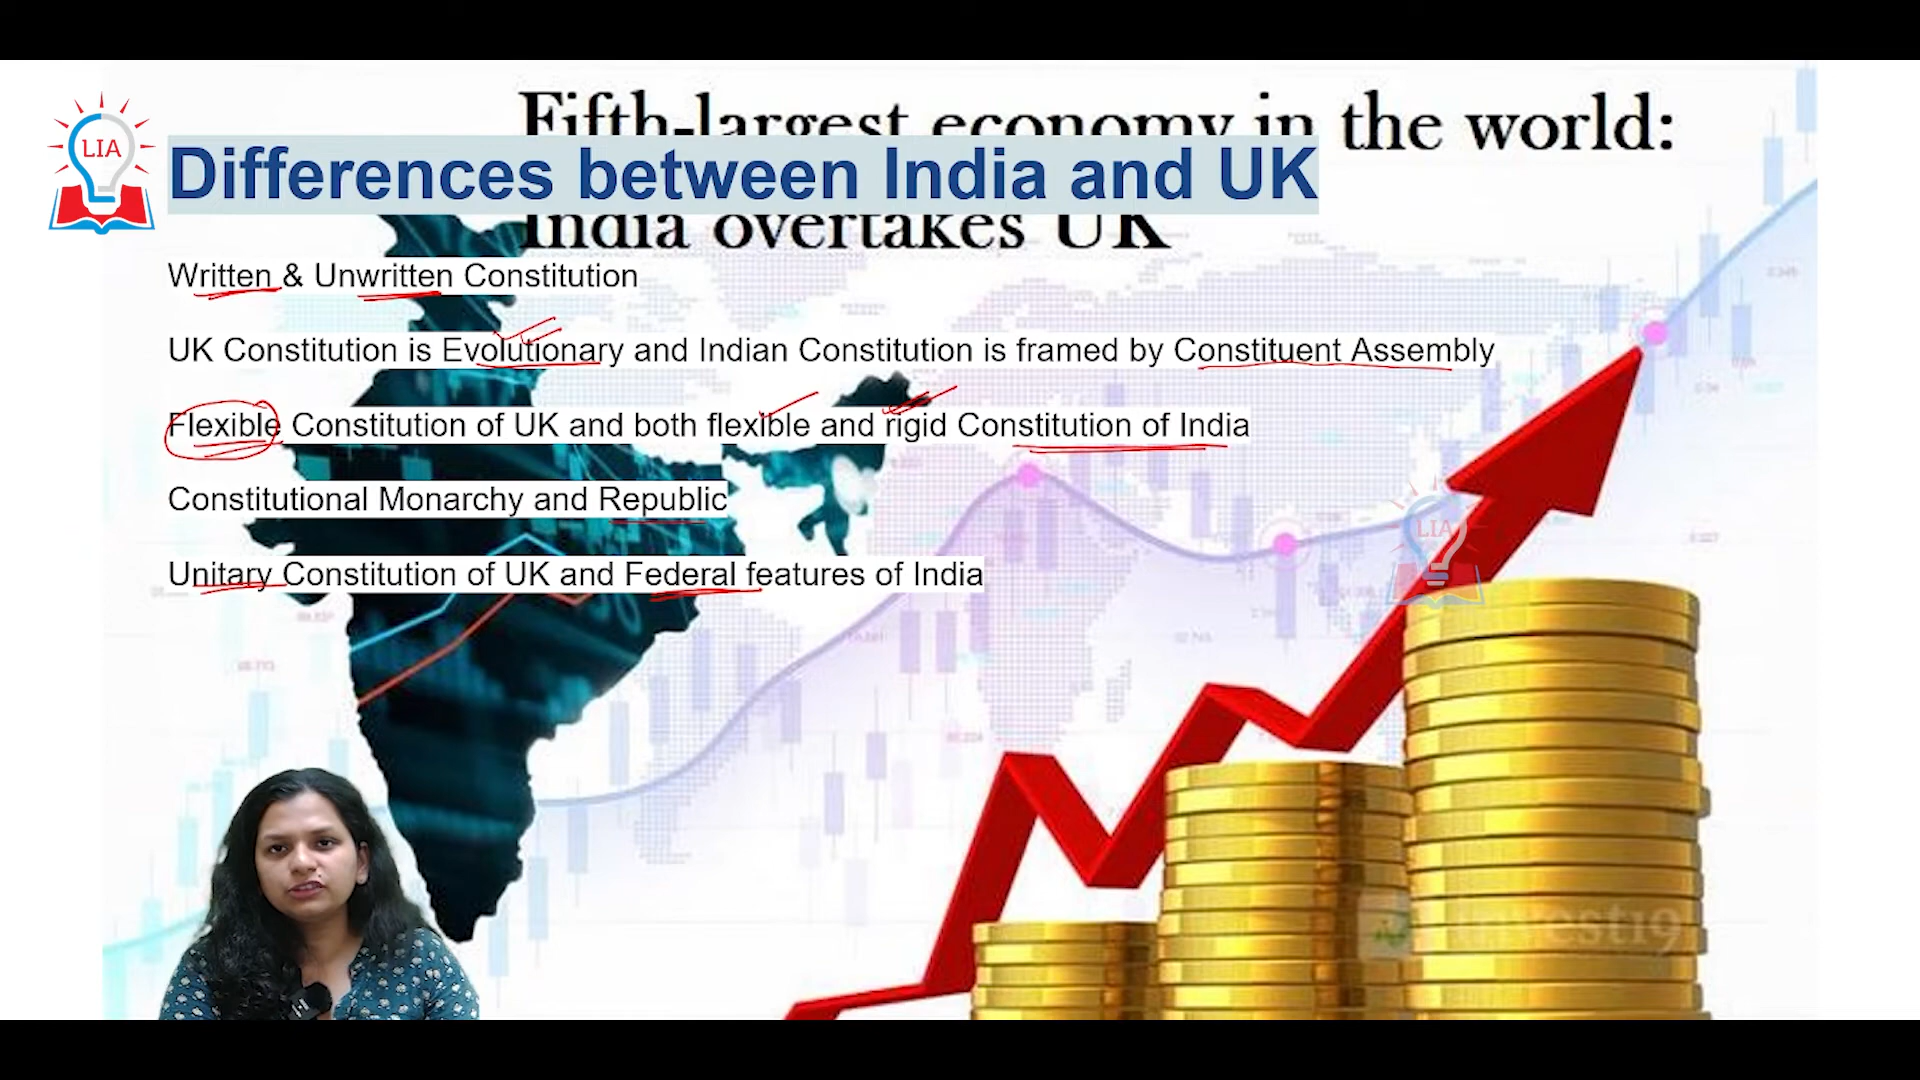 Fifth-largest economy in the world:
LIA
Differences between India and UK
India overtakes UK
Written & Unwritten Constitution
UK Constitution is Evolutionary and Indian Constitution is framed by Constituent Assembly
Flexible Constitution of UK and both flexible and rigid Constitution of India
Constitutional Monarchy and Republic
LIA
Unitary Constitution of UK and Federal features of India
invest19